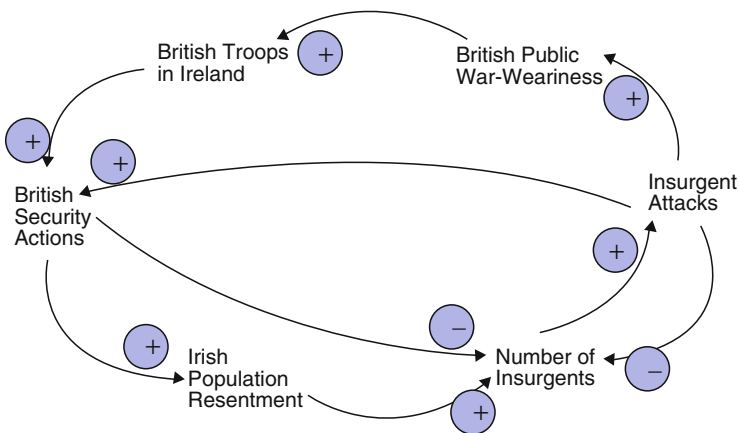 British Troops
in Ireland
+
British Public
War-Weariness
+
+
+
British
Security
Actions
Insurgent
Attacks
+
−
+
Irish
Population
Resentment
Number of
Insurgents
−
+